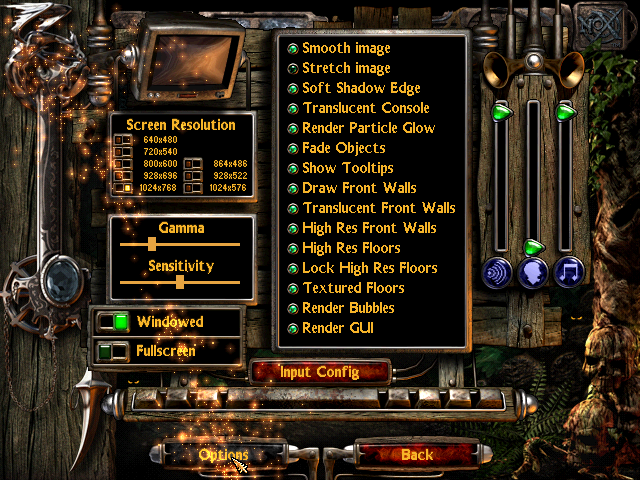 NOX
Smooth image
Stretch image
Soft Shadow Edge
Translucent Console
Render Particle Glow
Fade Objects
Show Tooltips
Draw Front Walls
Translucent Front Walls
High Res Front Walls
High Res Floors
Lock High Res Floors
Textured Floors
Render Bubbles
Render GUI
Screen Resolution
640x480
720x540
800x600 864x486
928x696 928x522
1024x768 1024x576
Gamma
Sensitivity
Windowed
Fullscreen
Input Config
Options
Back